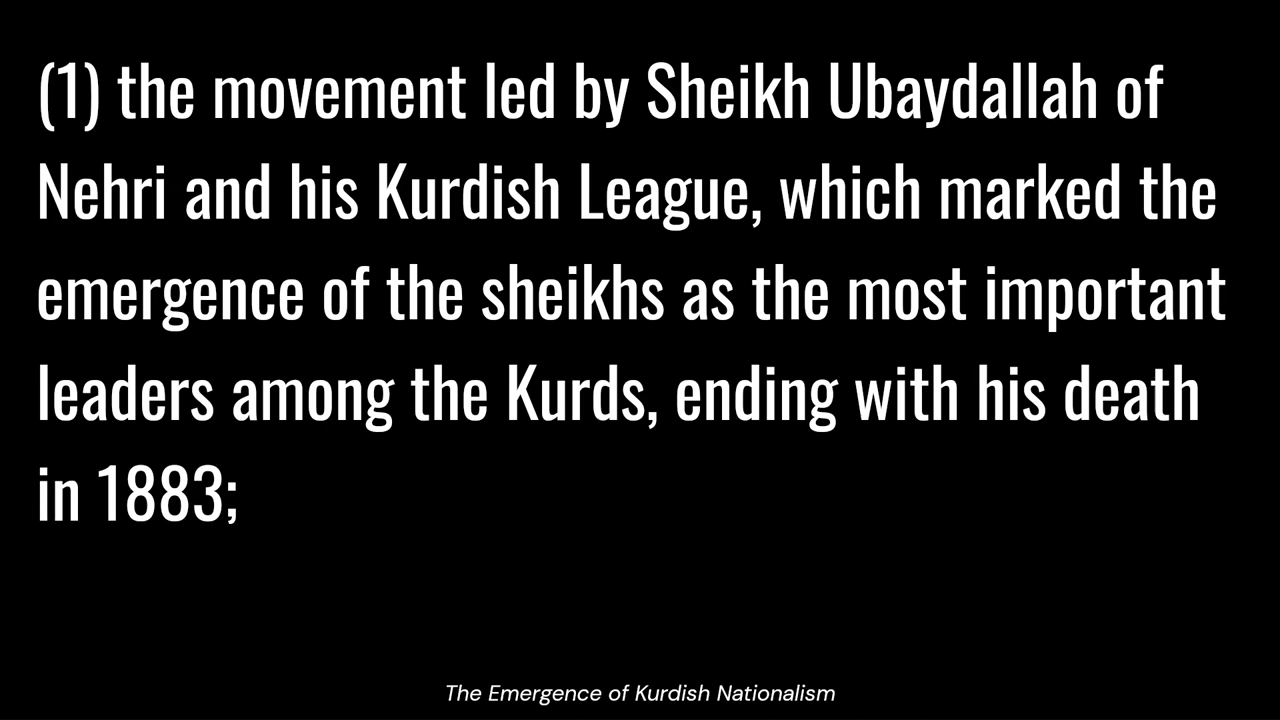 (1) the movement led by Sheikh Ubaydallah of
Nehri and his Kurdish League, which marked the
emergence of the sheikhs as the most important
leaders among the Kurds, ending with his death
in 1883;
The Emergence of Kurdish Nationalism